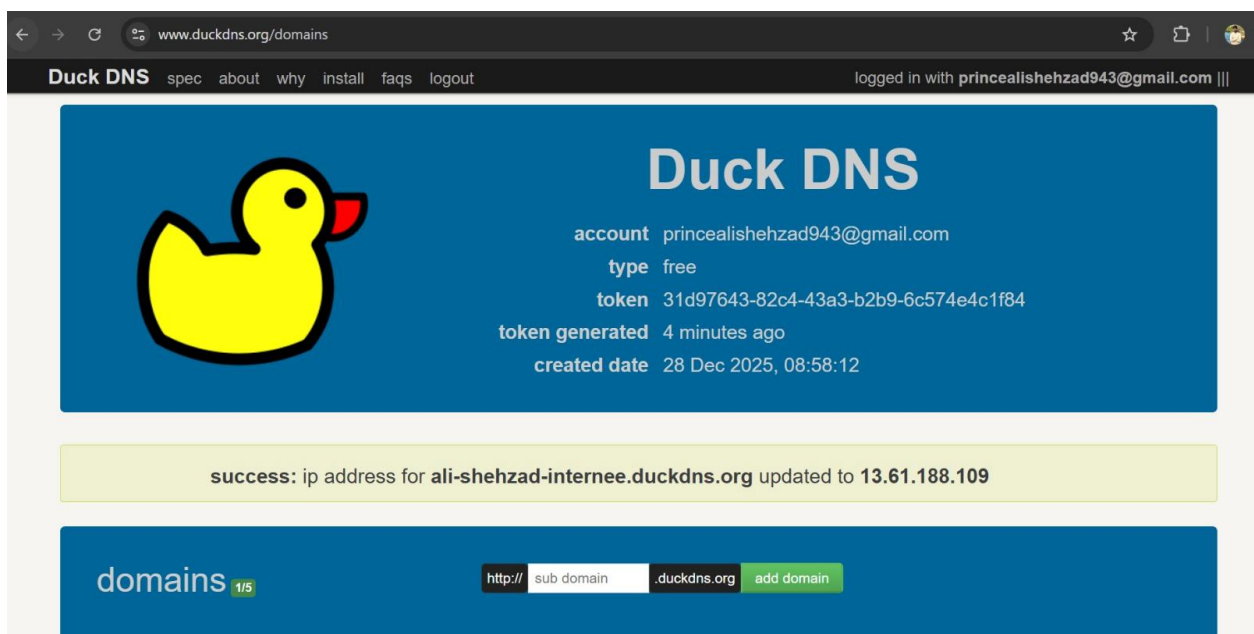 www.duckdns.org/domains
Duck DNS spec about why install faqs logout logged in with princealishehzad943@gmail.com |||
Duck DNS
account princealishehzad943@gmail.com
type free
token 31d97643-82c4-43a3-b2b9-6c574e4c1f84
token generated 4 minutes ago
created date 28 Dec 2025, 08:58:12
success: ip address for ali-shehzad-internee.duckdns.org updated to 13.61.188.109
domains 1/5 http:// sub domain .duckdns.org add domain